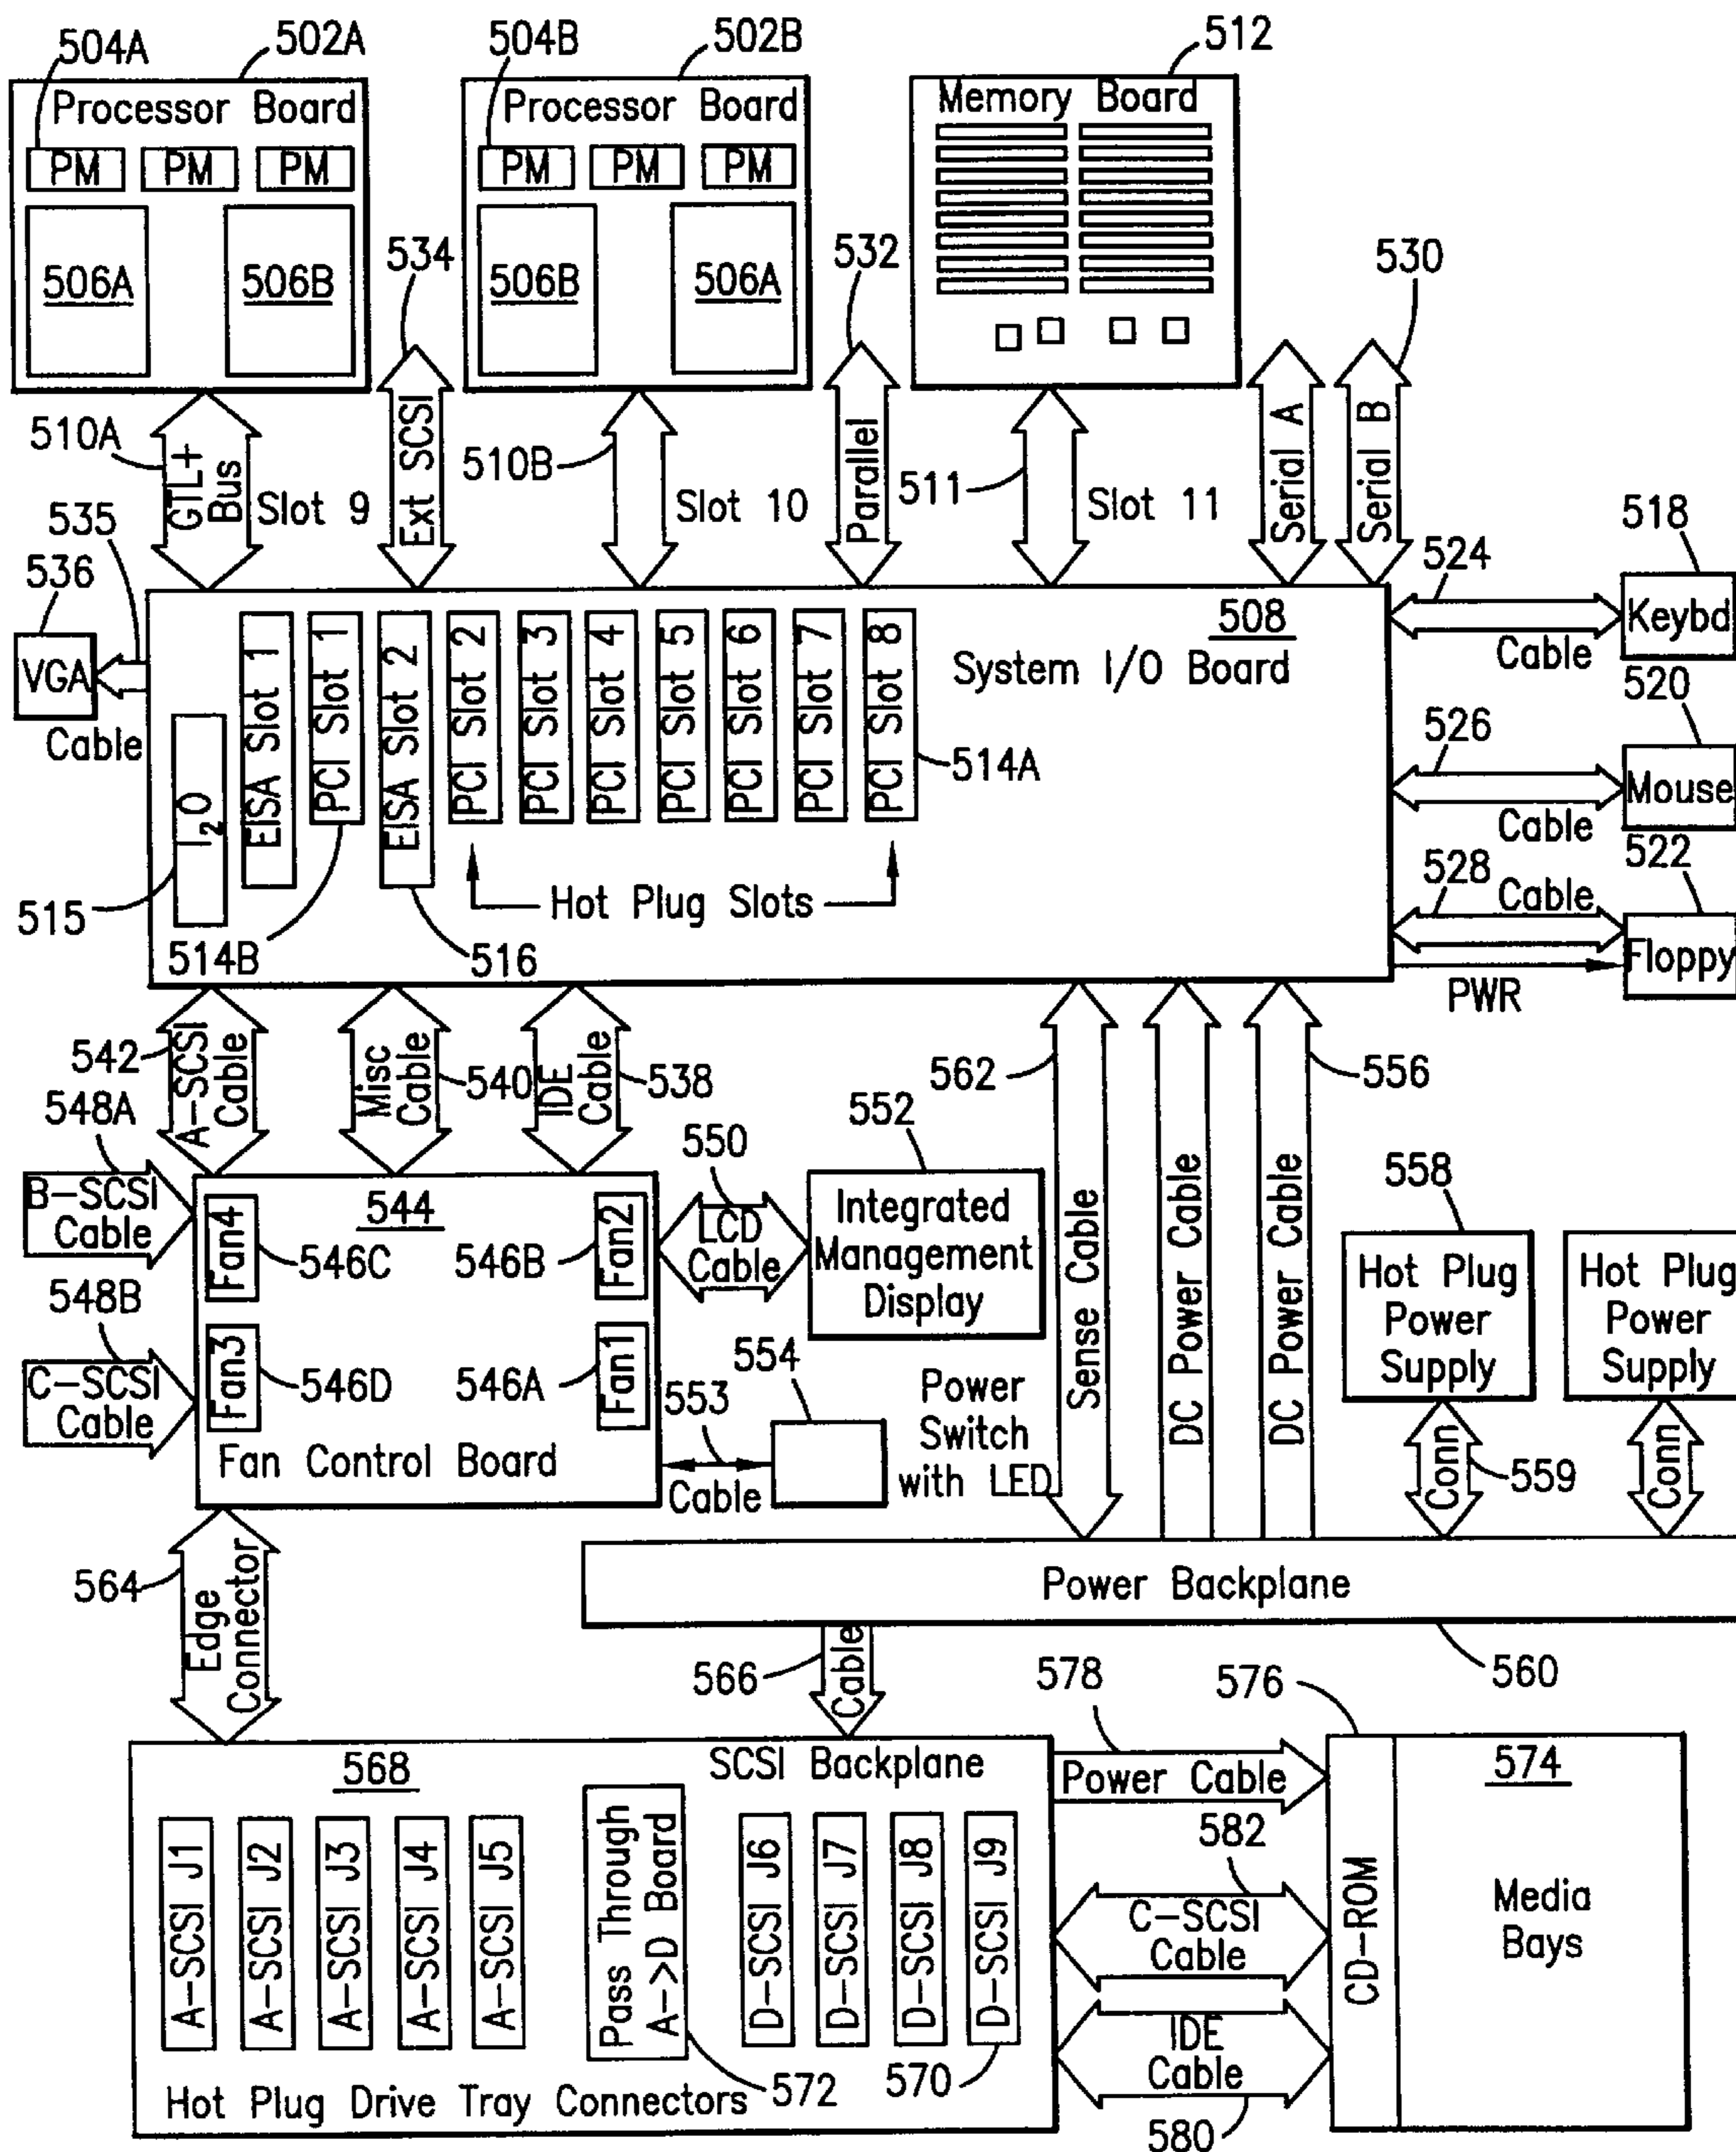 504A
502A
504B
502B
512
Processor Board
PM PM PM
506A
506B
Processor Board
PM PM PM
506B
506A
Memory Board
534
532
530
510A
GTL+
Bus
Slot 9
Ext SCSI
510B
Slot 10
Parallel
511
Slot 11
Serial A
Serial B
535
536
VGA
Cable
508
System I/O Board
I2O
EISA Slot 1
PCI Slot 1
EISA Slot 2
PCI Slot 2
PCI Slot 3
PCI Slot 4
PCI Slot 5
PCI Slot 6
PCI Slot 7
PCI Slot 8
514A
Hot Plug Slots
515
514B
516
524
518
Keybd
Cable
520
526
Mouse
Cable
522
528
Cable
Floppy
PWR
542
A-SCSI
Cable
Misc
Cable
540
IDE
Cable
538
562
556
548A
B-SCSI
Cable
548B
C-SCSI
Cable
544
Fan4
546C
546B
Fan2
Fan3
546D
546A
Fan1
Fan Control Board
550
LCD
Cable
552
Integrated
Management
Display
553
Cable
554
Power
Switch
with LED
Sense Cable
DC Power Cable
DC Power Cable
558
Hot Plug
Power
Supply
Hot Plug
Power
Supply
Conn
559
Conn
Power Backplane
560
564
Edge
Connector
566
Cable
568
SCSI Backplane
A-SCSI J1
A-SCSI J2
A-SCSI J3
A-SCSI J4
A-SCSI J5
Pass Through
A->D Board
D-SCSI J6
D-SCSI J7
D-SCSI J8
D-SCSI J9
572
570
Hot Plug Drive Tray Connectors
578
Power Cable
576
582
C-SCSI
Cable
IDE
Cable
580
CD-ROM
574
Media
Bays